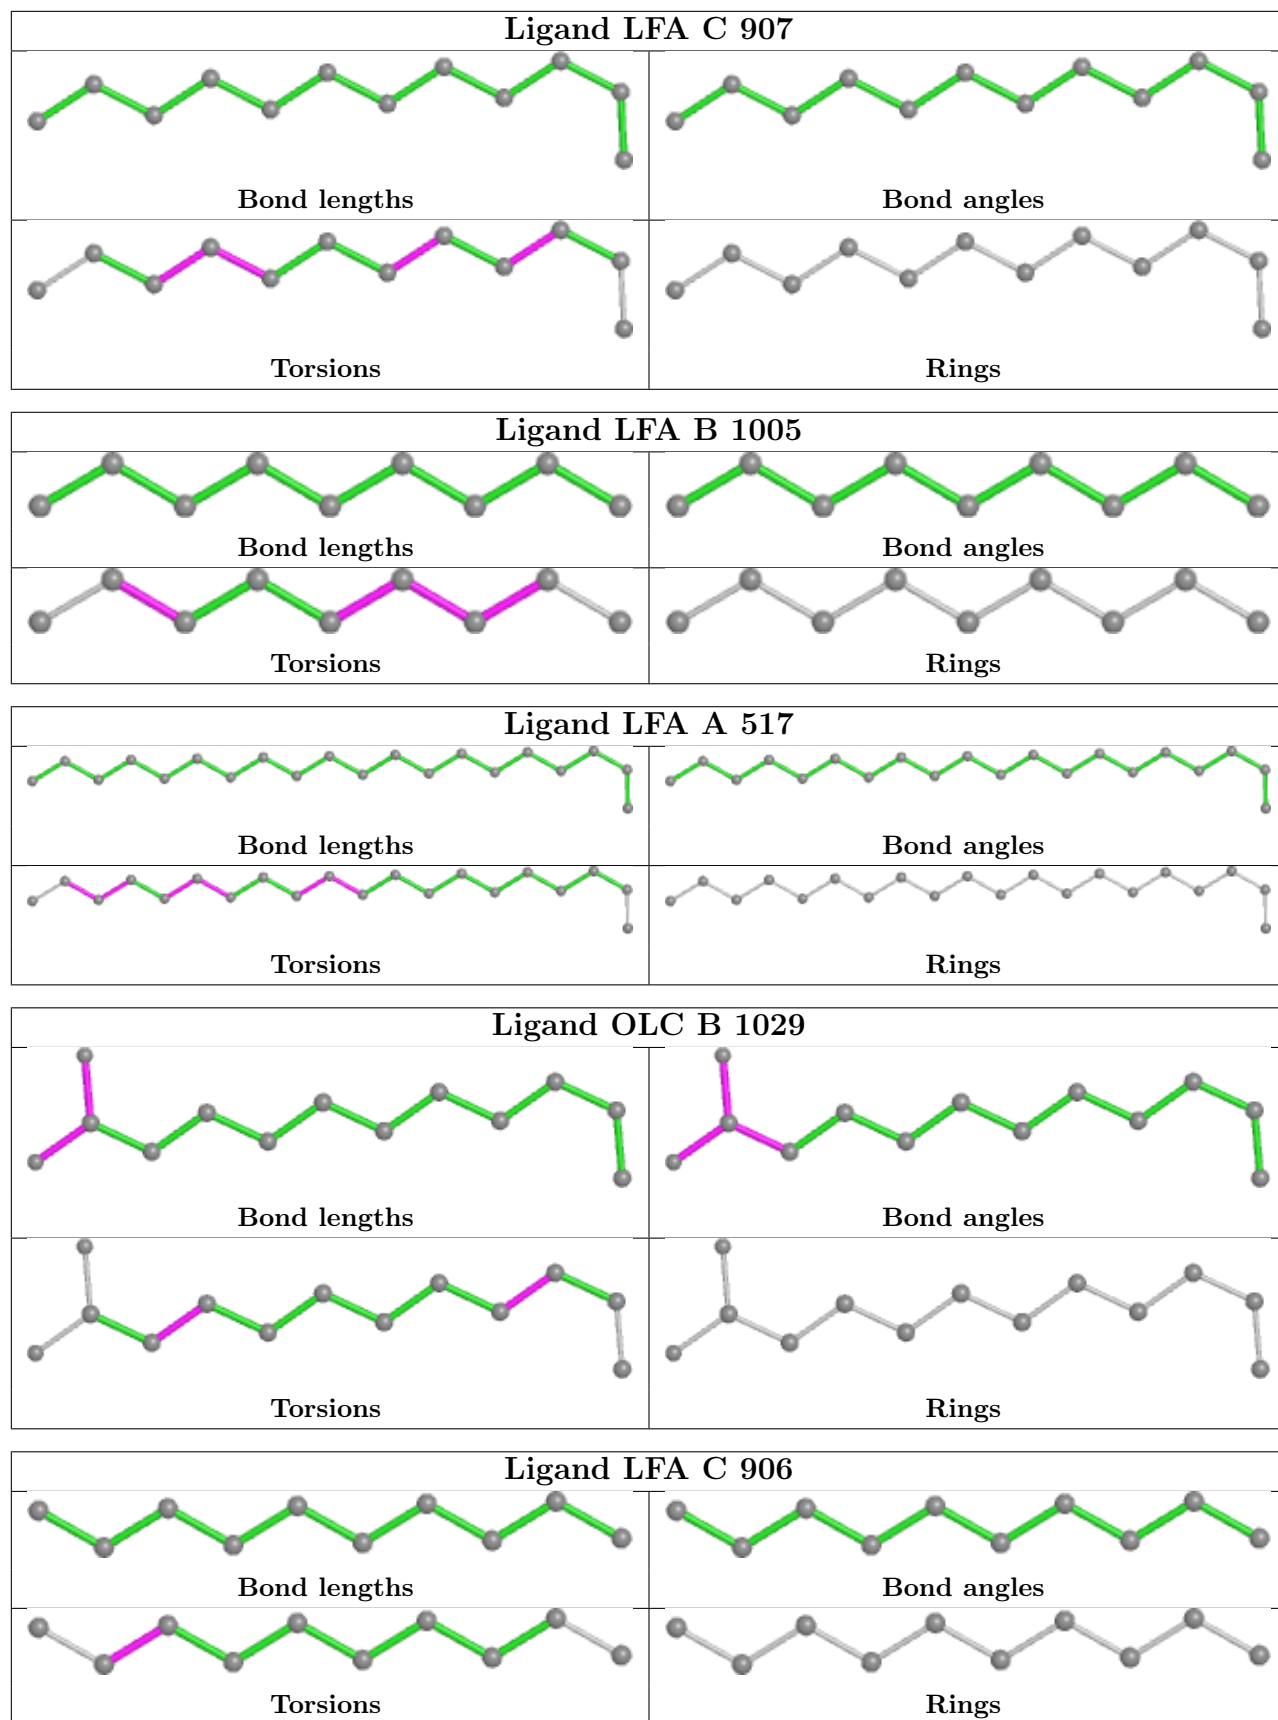 Ligand LFA C 907
Bond lengths
Bond angles
Torsions
Rings
Ligand LFA B 1005
Bond lengths
Bond angles
Torsions
Rings
Ligand LFA A 517
Bond lengths
Bond angles
Torsions
Rings
Ligand OLC B 1029
Bond lengths
Bond angles
Torsions
Rings
Ligand LFA C 906
Bond lengths
Bond angles
Torsions
Rings